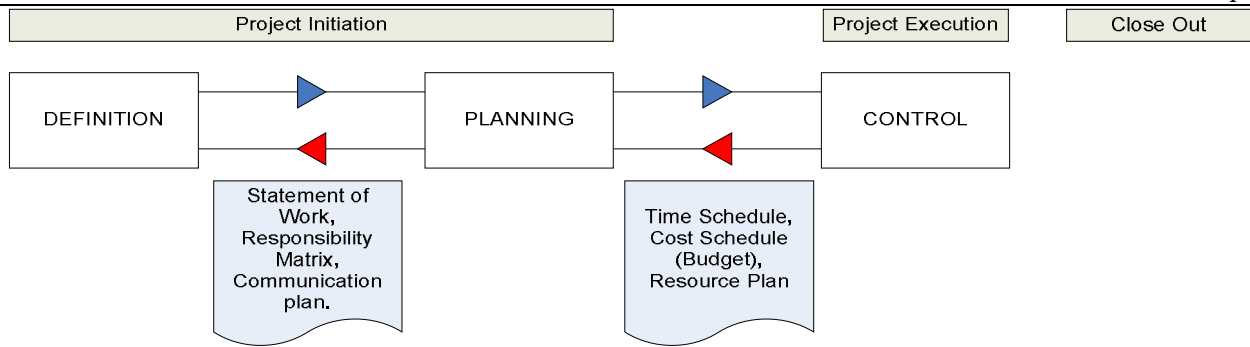 Project Initiation
Project Execution
Close Out
DEFINITION
PLANNING
CONTROL
Statement of
Work,
Responsibility
Matrix,
Communication
plan.
Time Schedule,
Cost Schedule
(Budget),
Resource Plan